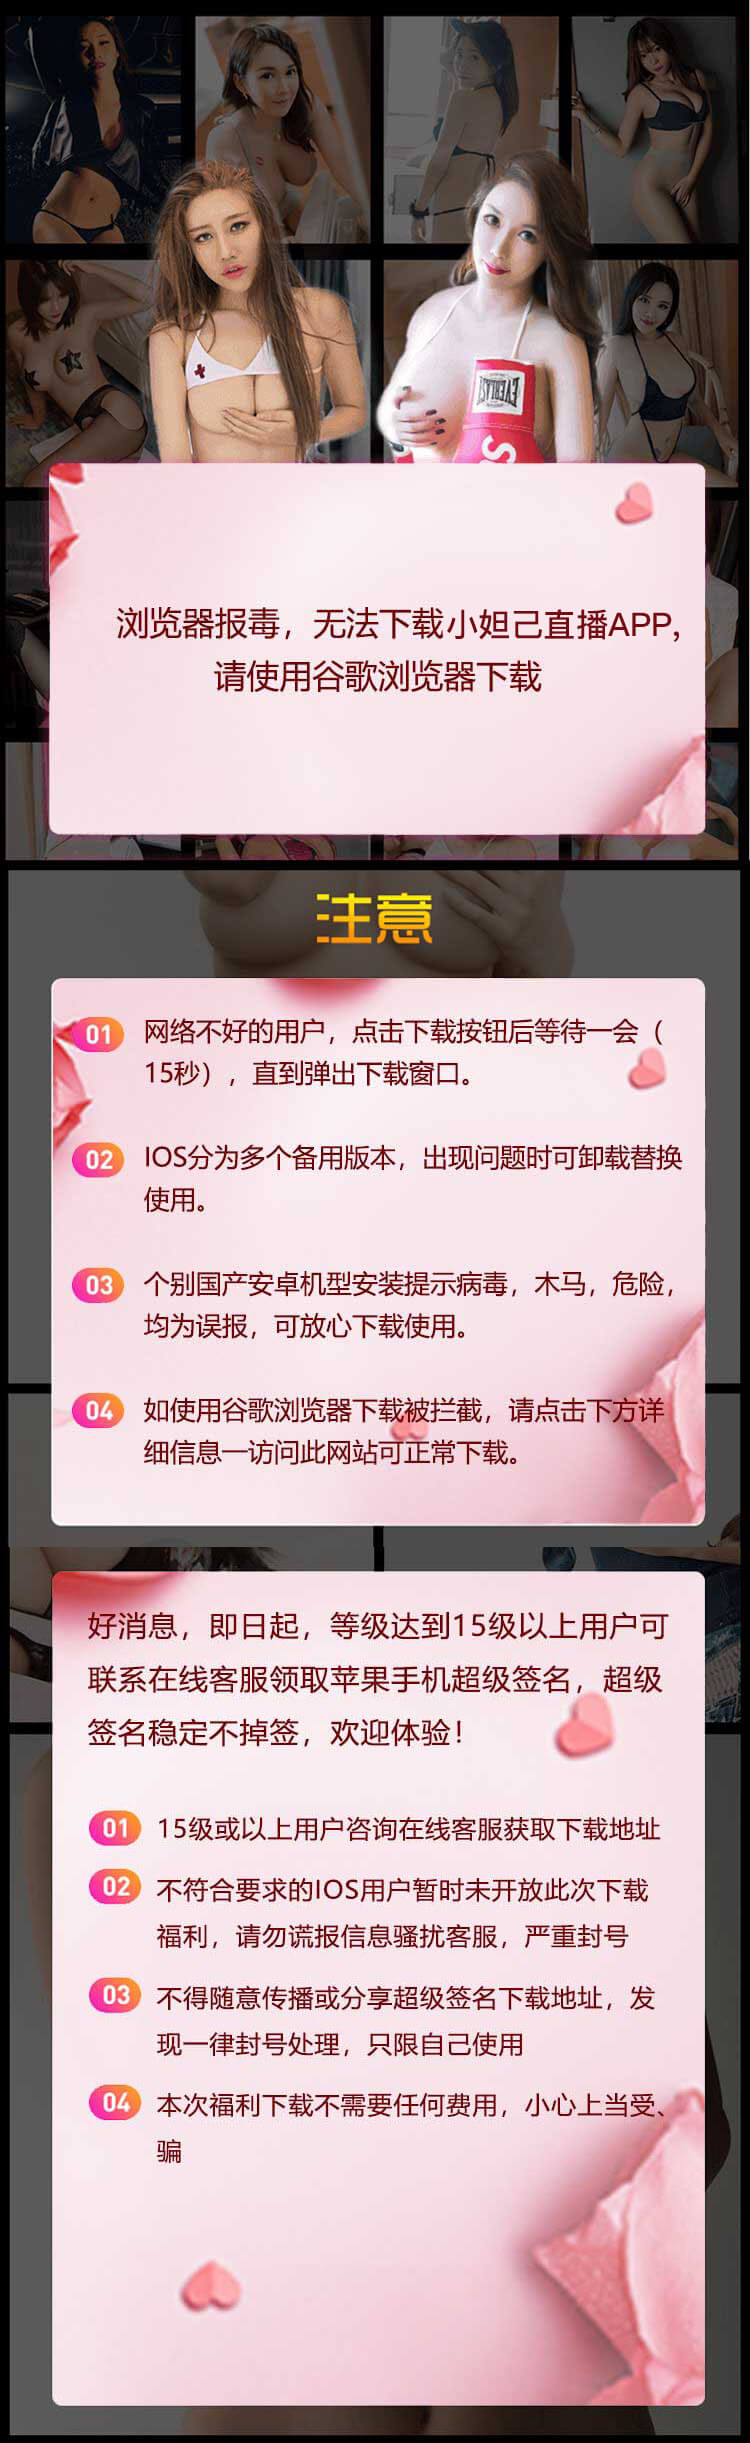 EVERLAST
浏览器报毒，无法下载小妲己直播APP,
请使用谷歌浏览器下载
注意
01 网络不好的用户，点击下载按钮后等待一会（
15秒），直到弹出下载窗口。
02 IOS分为多个备用版本，出现问题时可卸载替换
使用。
03 个别国产安卓机型安装提示病毒，木马，危险，
均为误报，可放心下载使用。
04 如使用谷歌浏览器下载被拦截，请点击下方详
细信息—访问此网站可正常下载。
好消息，即日起，等级达到15级以上用户可
联系在线客服领取苹果手机超级签名，超级
签名稳定不掉签，欢迎体验！
01 15级或以上用户咨询在线客服获取下载地址
02 不符合要求的IOS用户暂时未开放此次下载
福利，请勿谎报信息骚扰客服，严重封号
03 不得随意传播或分享超级签名下载地址，发
现一律封号处理，只限自己使用
04 本次福利下载不需要任何费用，小心上当受、
骗